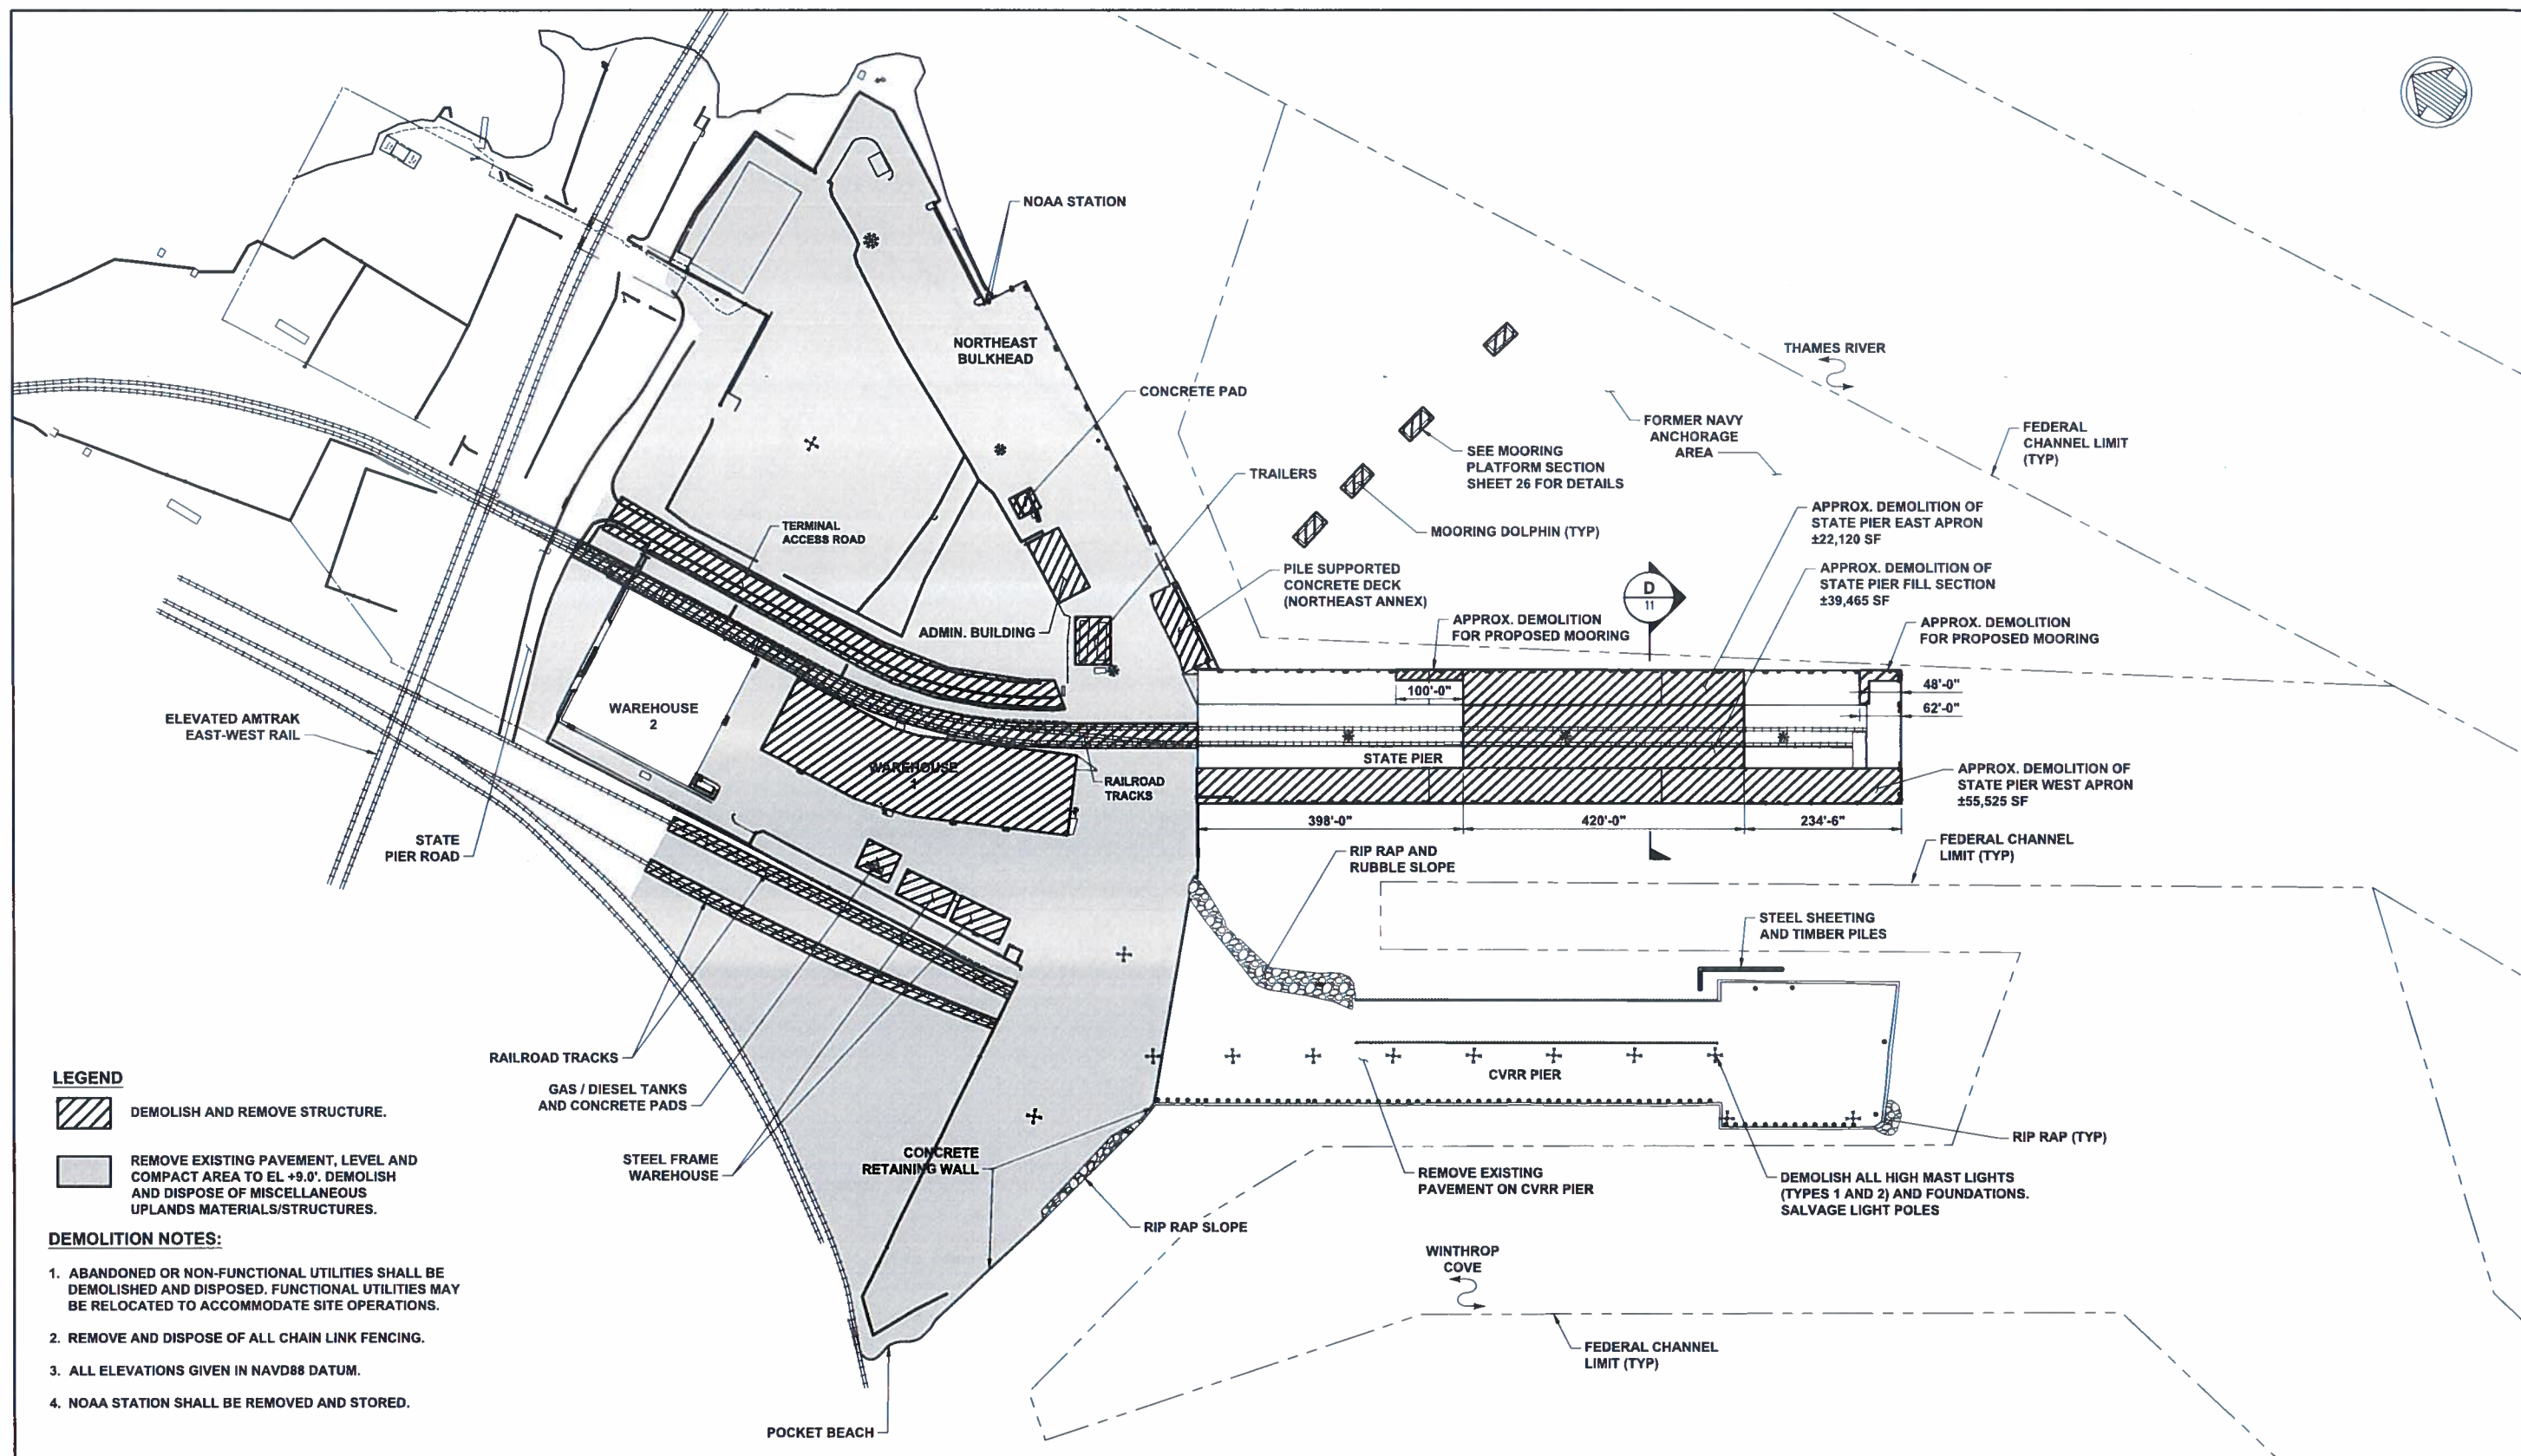 NOAA STATION
NORTHEAST
BULKHEAD
CONCRETE PAD
THAMES RIVER
FORMER NAVY
ANCHORAGE
AREA
FEDERAL
CHANNEL LIMIT
(TYP)
SEE MOORING
PLATFORM SECTION
SHEET 26 FOR DETAILS
TRAILERS
TERMINAL
ACCESS ROAD
MOORING DOLPHIN (TYP)
APPROX. DEMOLITION OF
STATE PIER EAST APRON
±22,120 SF
PILE SUPPORTED
CONCRETE DECK
(NORTHEAST ANNEX)
D
11
APPROX. DEMOLITION OF
STATE PIER FILL SECTION
±39,465 SF
ADMIN. BUILDING
APPROX. DEMOLITION
FOR PROPOSED MOORING
APPROX. DEMOLITION
FOR PROPOSED MOORING
100'-0"
48'-0"
62'-0"
WAREHOUSE
2
ELEVATED AMTRAK
EAST-WEST RAIL
WAREHOUSE
1
RAILROAD
TRACKS
STATE PIER
APPROX. DEMOLITION OF
STATE PIER WEST APRON
±55,525 SF
398'-0"
420'-0"
234'-6"
STATE
PIER ROAD
RIP RAP AND
RUBBLE SLOPE
FEDERAL CHANNEL
LIMIT (TYP)
STEEL SHEETING
AND TIMBER PILES
RAILROAD TRACKS
GAS / DIESEL TANKS
AND CONCRETE PADS
STEEL FRAME
WAREHOUSE
CONCRETE
RETAINING WALL
CVRR PIER
RIP RAP (TYP)
REMOVE EXISTING
PAVEMENT ON CVRR PIER
DEMOLISH ALL HIGH MAST LIGHTS
(TYPES 1 AND 2) AND FOUNDATIONS.
SALVAGE LIGHT POLES
RIP RAP SLOPE
WINTHROP
COVE
FEDERAL CHANNEL
LIMIT (TYP)
POCKET BEACH
LEGEND
DEMOLISH AND REMOVE STRUCTURE.
REMOVE EXISTING PAVEMENT, LEVEL AND
COMPACT AREA TO EL +9.0'. DEMOLISH
AND DISPOSE OF MISCELLANEOUS
UPLANDS MATERIALS/STRUCTURES.
DEMOLITION NOTES:
1. ABANDONED OR NON-FUNCTIONAL UTILITIES SHALL BE
DEMOLISHED AND DISPOSED. FUNCTIONAL UTILITIES MAY
BE RELOCATED TO ACCOMMODATE SITE OPERATIONS.
2. REMOVE AND DISPOSE OF ALL CHAIN LINK FENCING.
3. ALL ELEVATIONS GIVEN IN NAVD88 DATUM.
4. NOAA STATION SHALL BE REMOVED AND STORED.